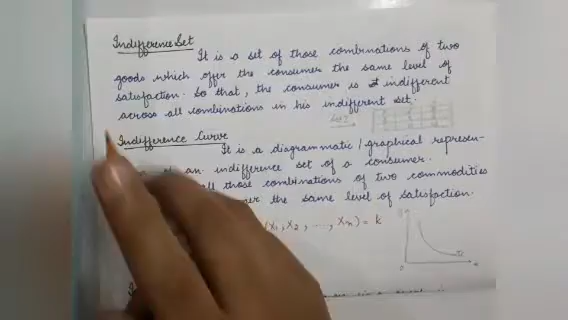 Indifference Set
It is a set of those combinations of two
goods which offer the consumer the same level of
satisfaction. So that, the consumer is indifferent
across all combinations in his indifferent set.
Indifference Curve
It is a diagrammatic / graphical represen-
an indifference set of a consumer.
all those combinations of two commodities
the same level of satisfaction.
(X1, X2, ...., Xn) = k
IC